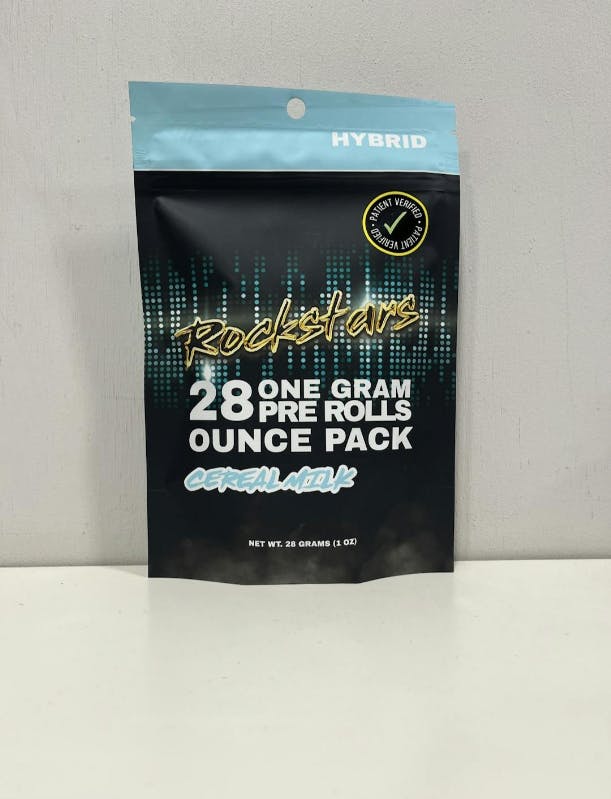 HYBRID
• PATIENT VERIFIED • PATIENT VERIFIED
Rockstars
28 ONE GRAM
PRE ROLLS
OUNCE PACK
CEREAL MILK
NET WT. 28 GRAMS (1 OZ)